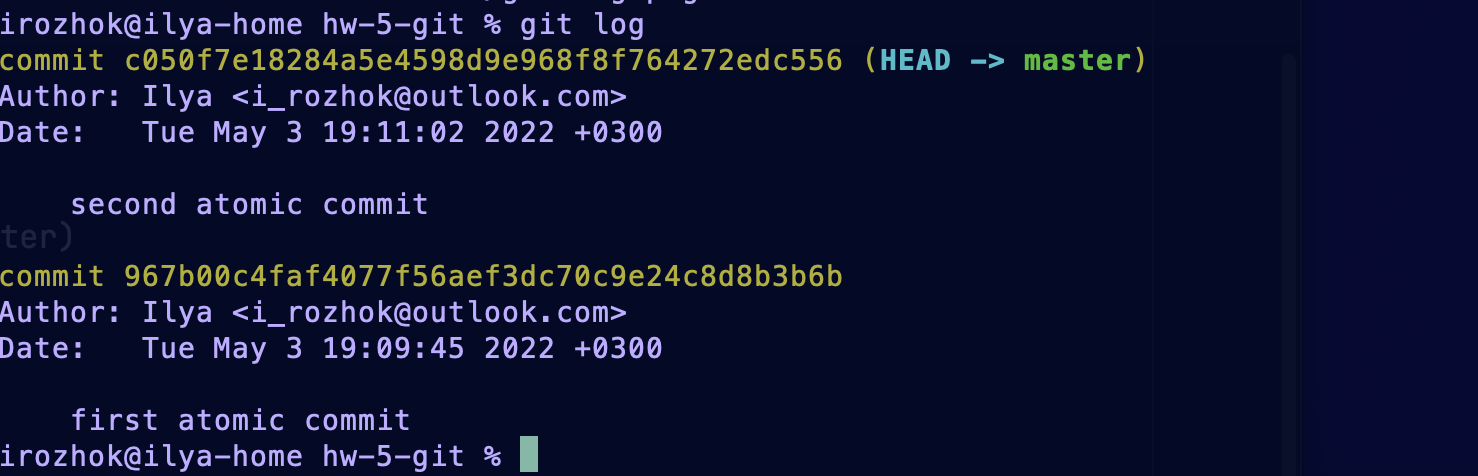 irozhok@ilya-home hw-5-git % git log
commit c050f7e18284a5e4598d9e968f8f764272edc556 (HEAD -> master)
Author: Ilya <i_rozhok@outlook.com>
Date:   Tue May 3 19:11:02 2022 +0300
    second atomic commit
ter)
commit 967b00c4faf4077f56aef3dc70c9e24c8d8b3b6b
Author: Ilya <i_rozhok@outlook.com>
Date:   Tue May 3 19:09:45 2022 +0300
    first atomic commit
irozhok@ilya-home hw-5-git %